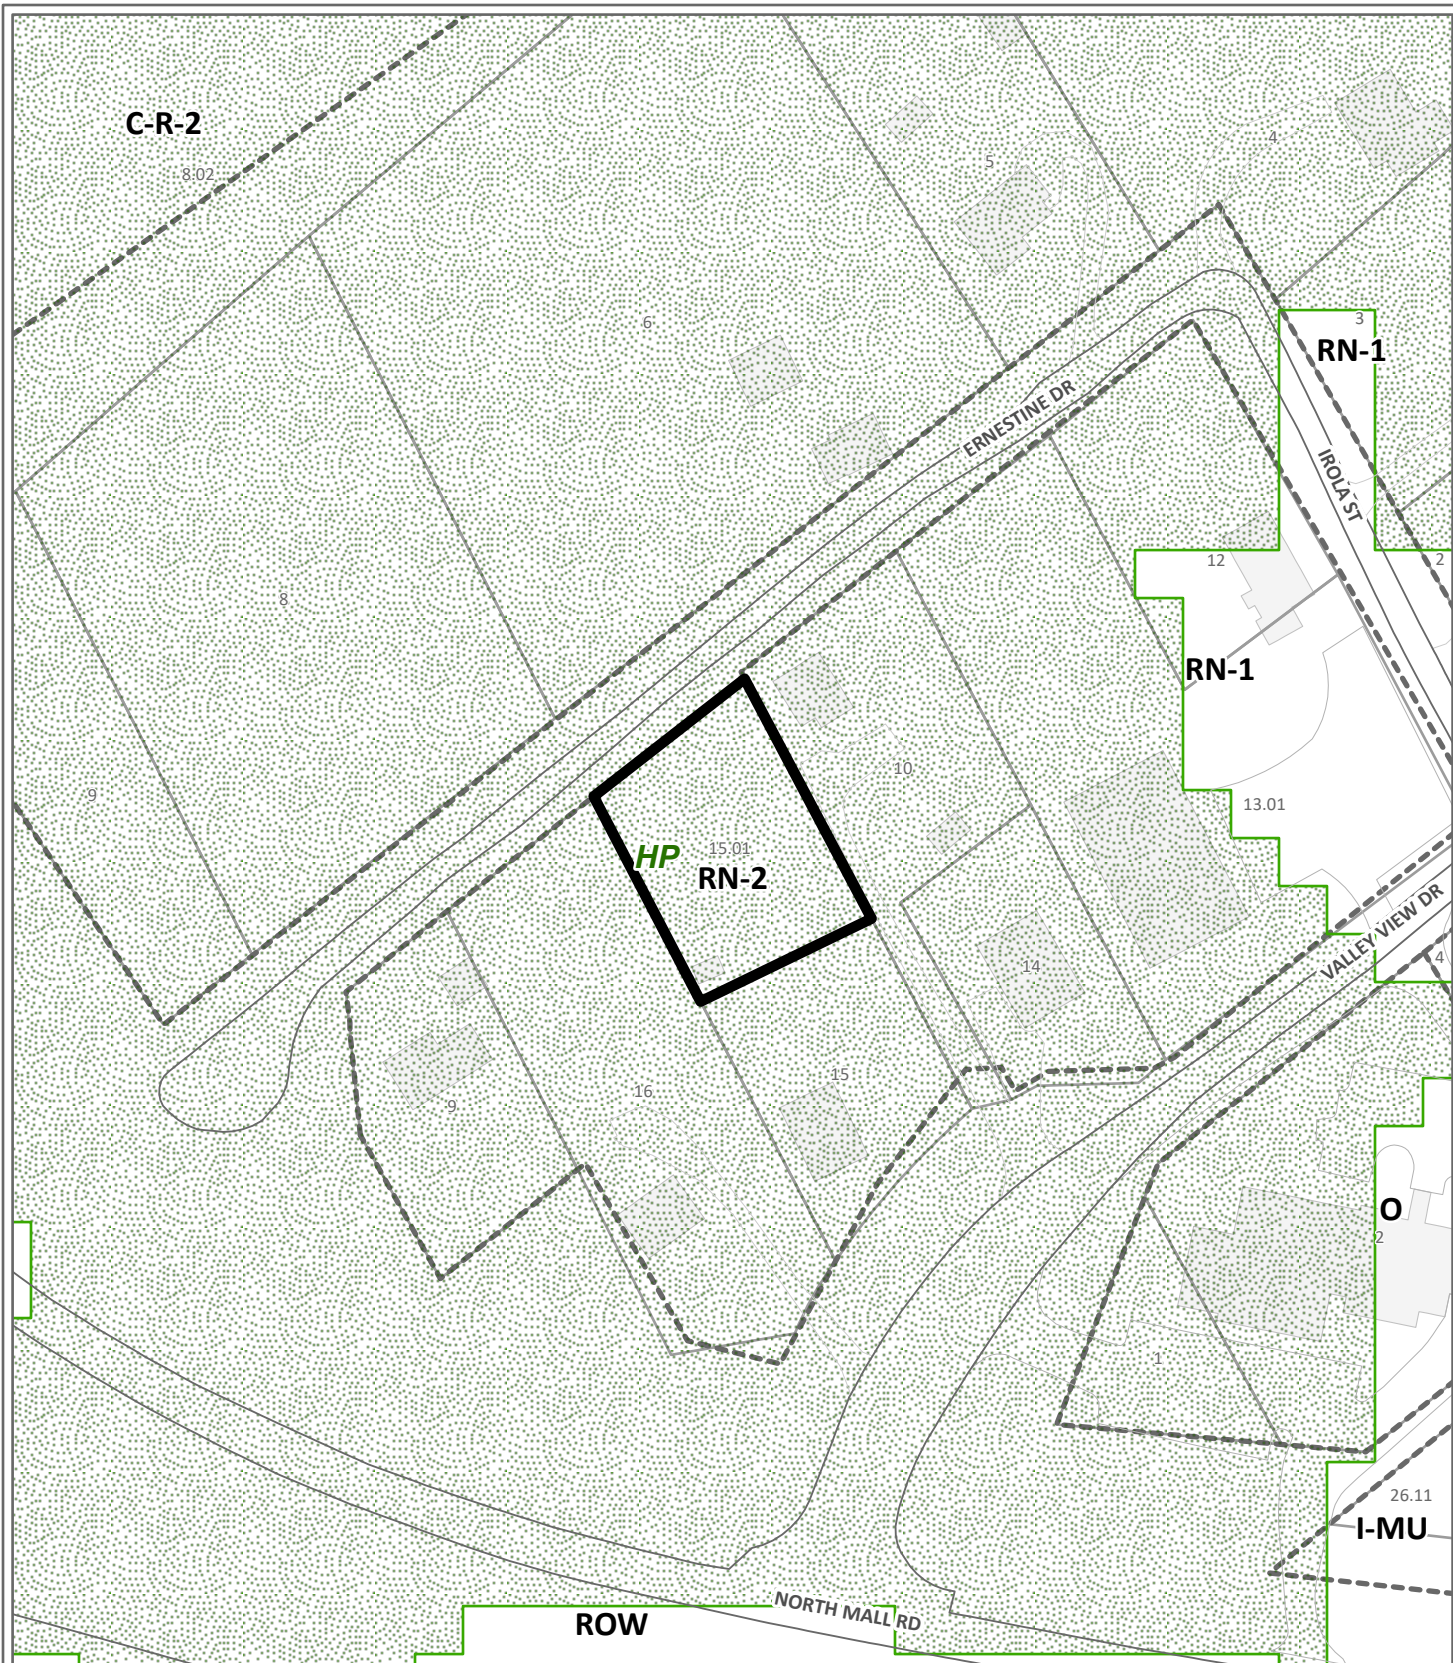 C-R-2
8.02
4
5
6
3
RN-1
ERNESTINE DR
IROLA ST
12
2
8
RN-1
9
10
13.01
15.01
HP
RN-2
VALLEY VIEW DR
14
4
15
16
9
O
2
1
26.11
I-MU
NORTH MALL RD
ROW